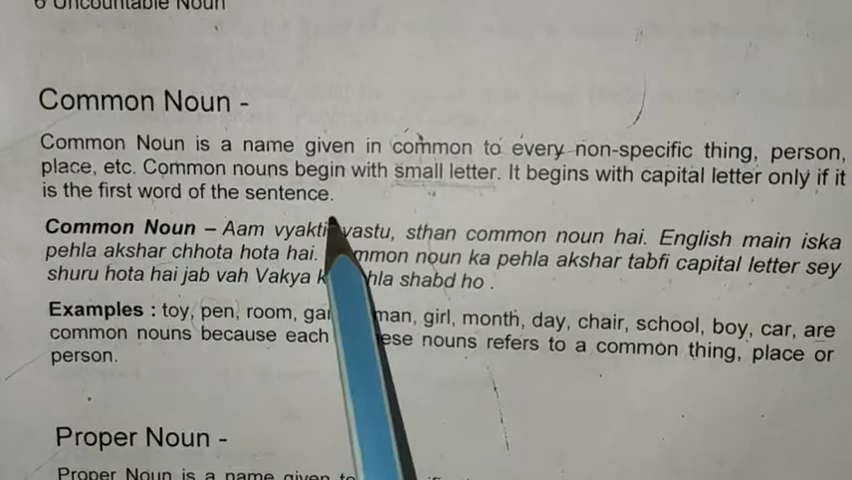 6 Uncountable Noun
Common Noun -
Common Noun is a name given in common to every non-specific thing, person,
place, etc. Common nouns begin with small letter. It begins with capital letter only if it
is the first word of the sentence.
Common Noun – Aam vyakti vastu, sthan common noun hai. English main iska
pehla akshar chhota hota hai. mmon noun ka pehla akshar tabfi capital letter sey
shuru hota hai jab vah Vakya k hla shabd ho .
Examples : toy, pen, room, gar man, girl, month, day, chair, school, boy, car, are
common nouns because each ese nouns refers to a common thing, place or
person.
Proper Noun -
Proper Noun is a name given to